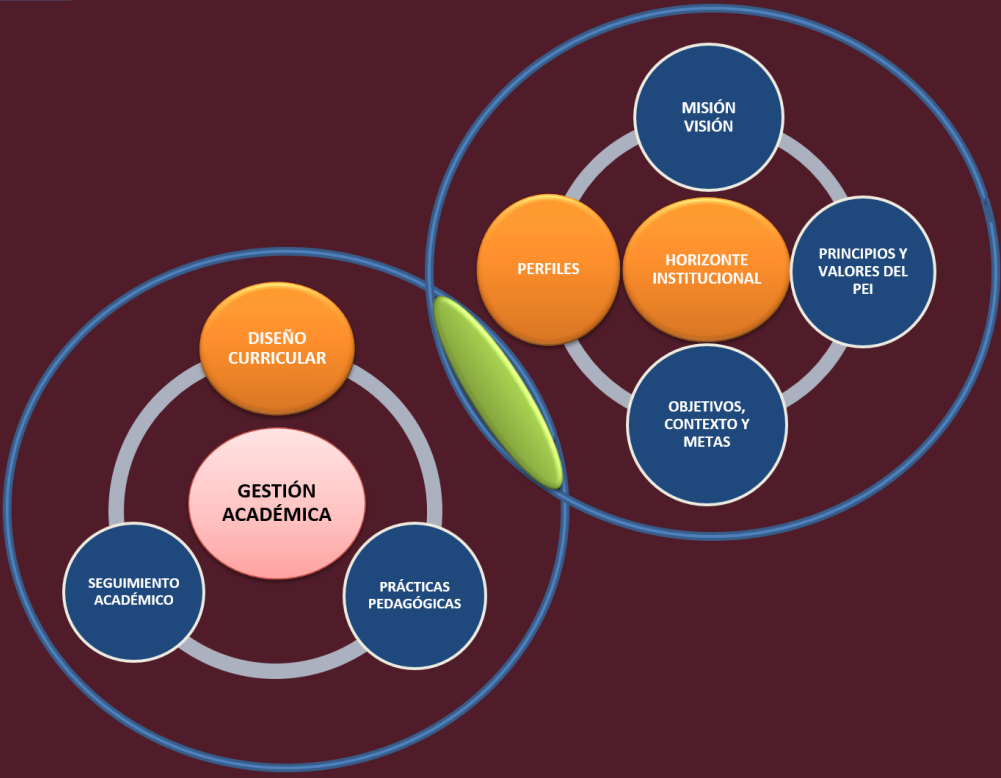 MISIÓN
VISIÓN
PERFILES
HORIZONTE
INSTITUCIONAL
PRINCIPIOS Y
VALORES DEL
PEI
OBJETIVOS,
CONTEXTO Y
METAS
DISEÑO
CURRICULAR
GESTIÓN
ACADÉMICA
SEGUIMIENTO
ACADÉMICO
PRÁCTICAS
PEDAGÓGICAS